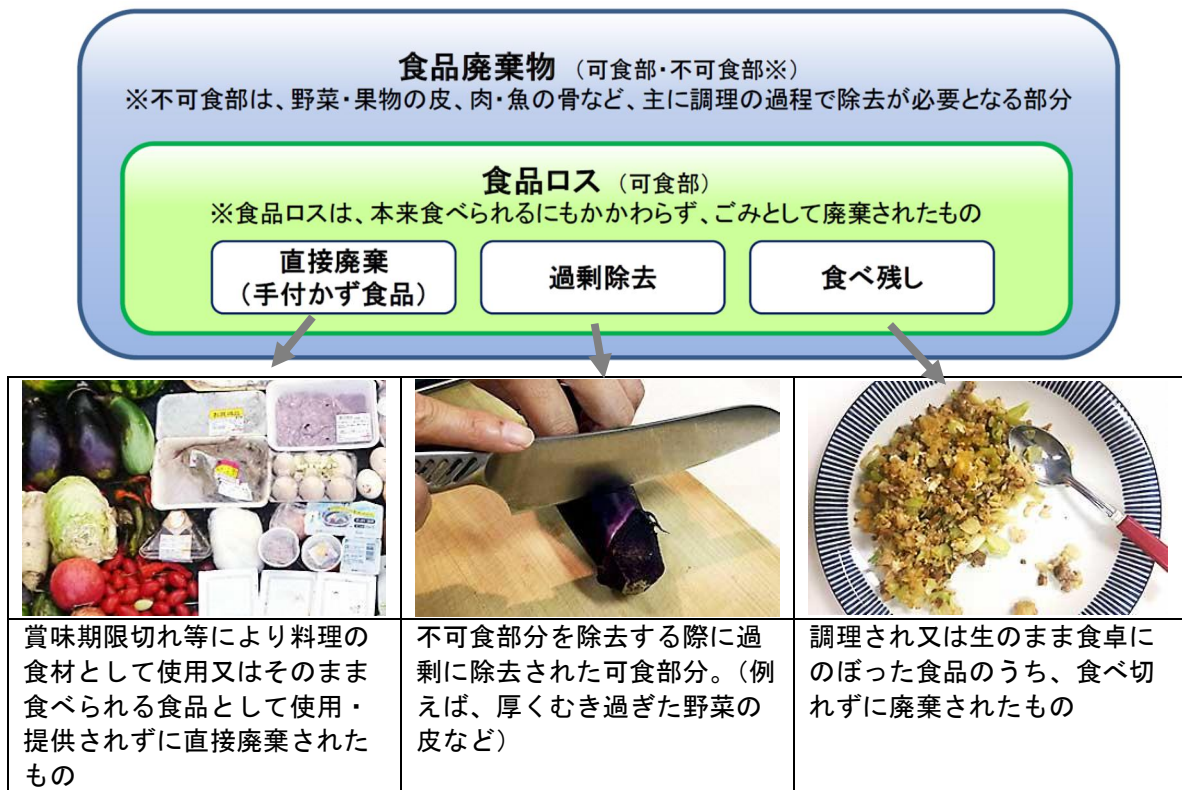 食品廃棄物 （可食部・不可食部※）
※不可食部は、野菜・果物の皮、肉・魚の骨など、主に調理の過程で除去が必要となる部分
食品ロス （可食部）
※食品ロスは、本来食べられるにもかかわらず、ごみとして廃棄されたもの
直接廃棄
（手付かず食品）
過剰除去
食べ残し
賞味期限切れ等により料理の
食材として使用又はそのまま
食べられる食品として使用・
提供されずに直接廃棄された
もの
不可食部分を除去する際に過
剰に除去された可食部分。（例
えば、厚くむき過ぎた野菜の
皮など）
調理され又は生のまま食卓に
のぼった食品のうち、食べ切
れずに廃棄されたもの